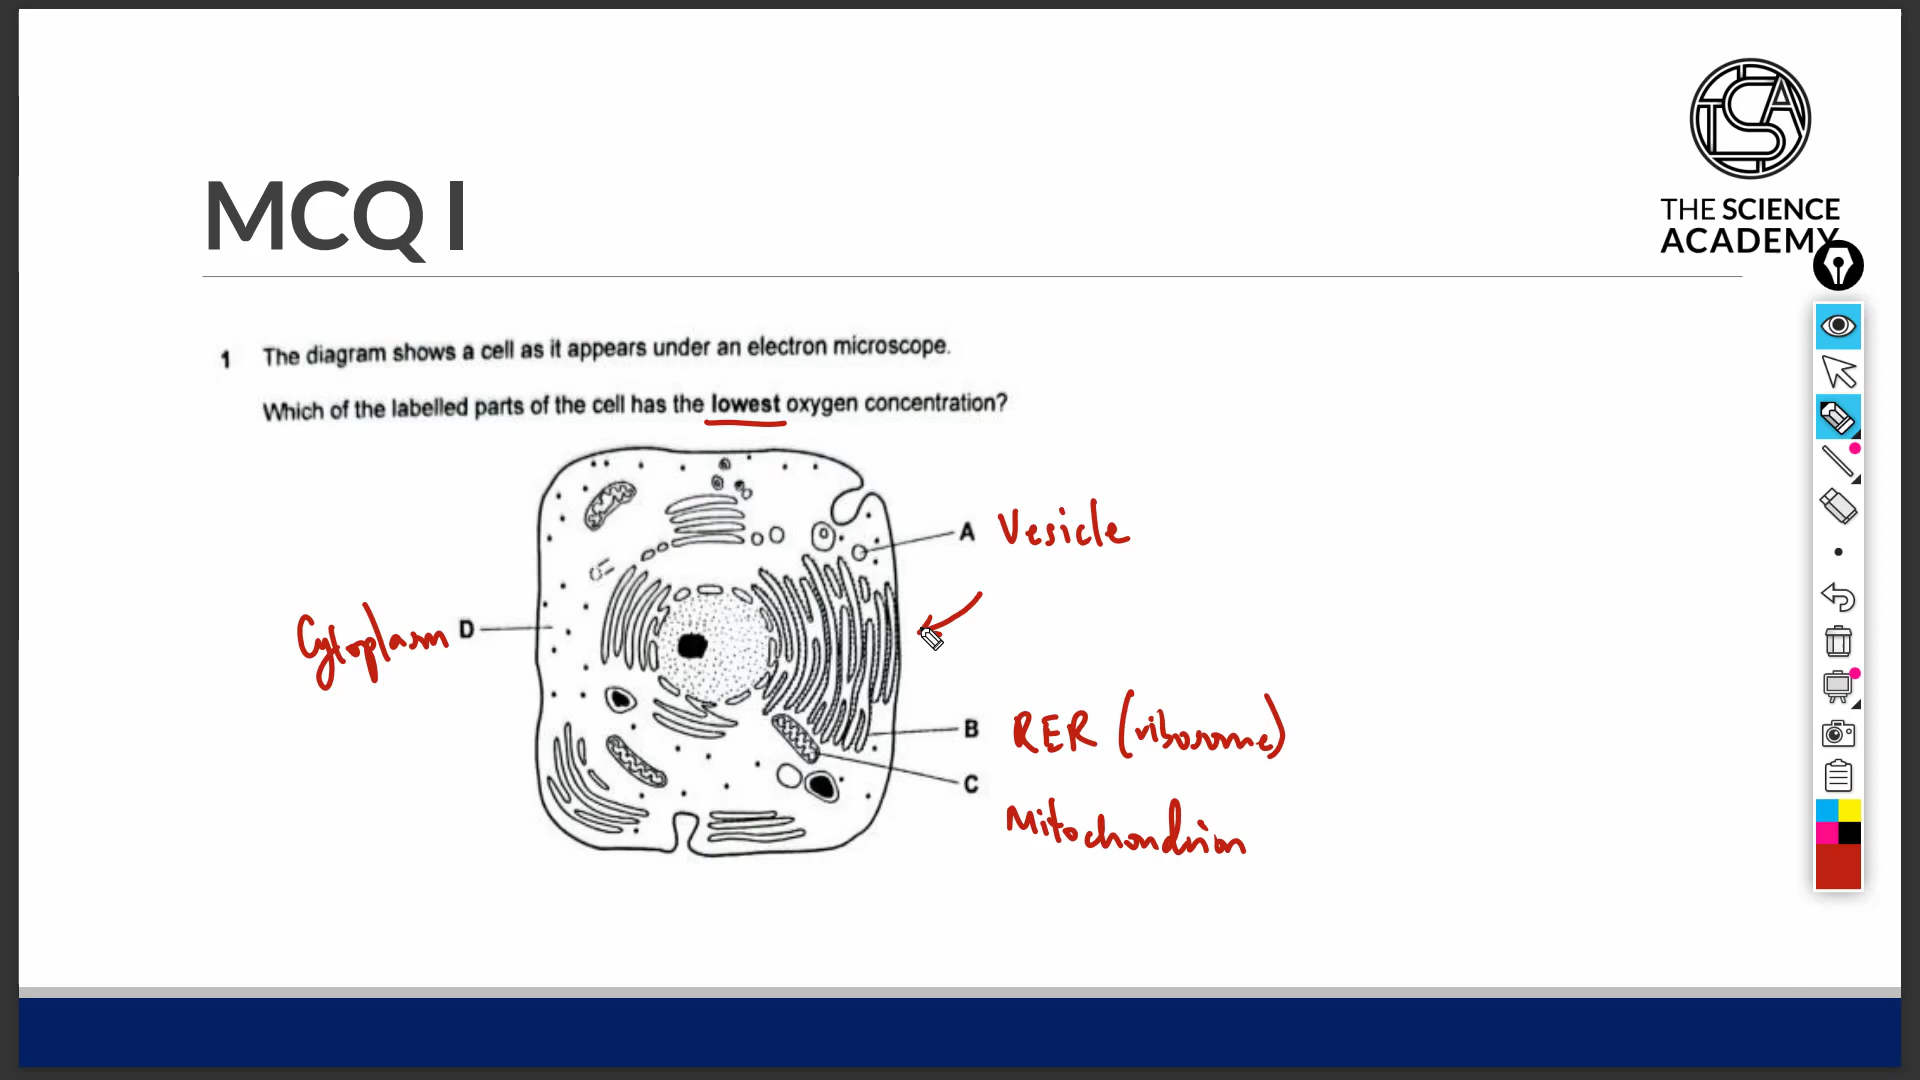 THE SCIENCE
ACADEMY
MCQ I
1 The diagram shows a cell as it appears under an electron microscope.
Which of the labelled parts of the cell has the lowest oxygen concentration?
A Vesicle
Cytoplasm D
B RER (ribosome)
C
Mitochondrion